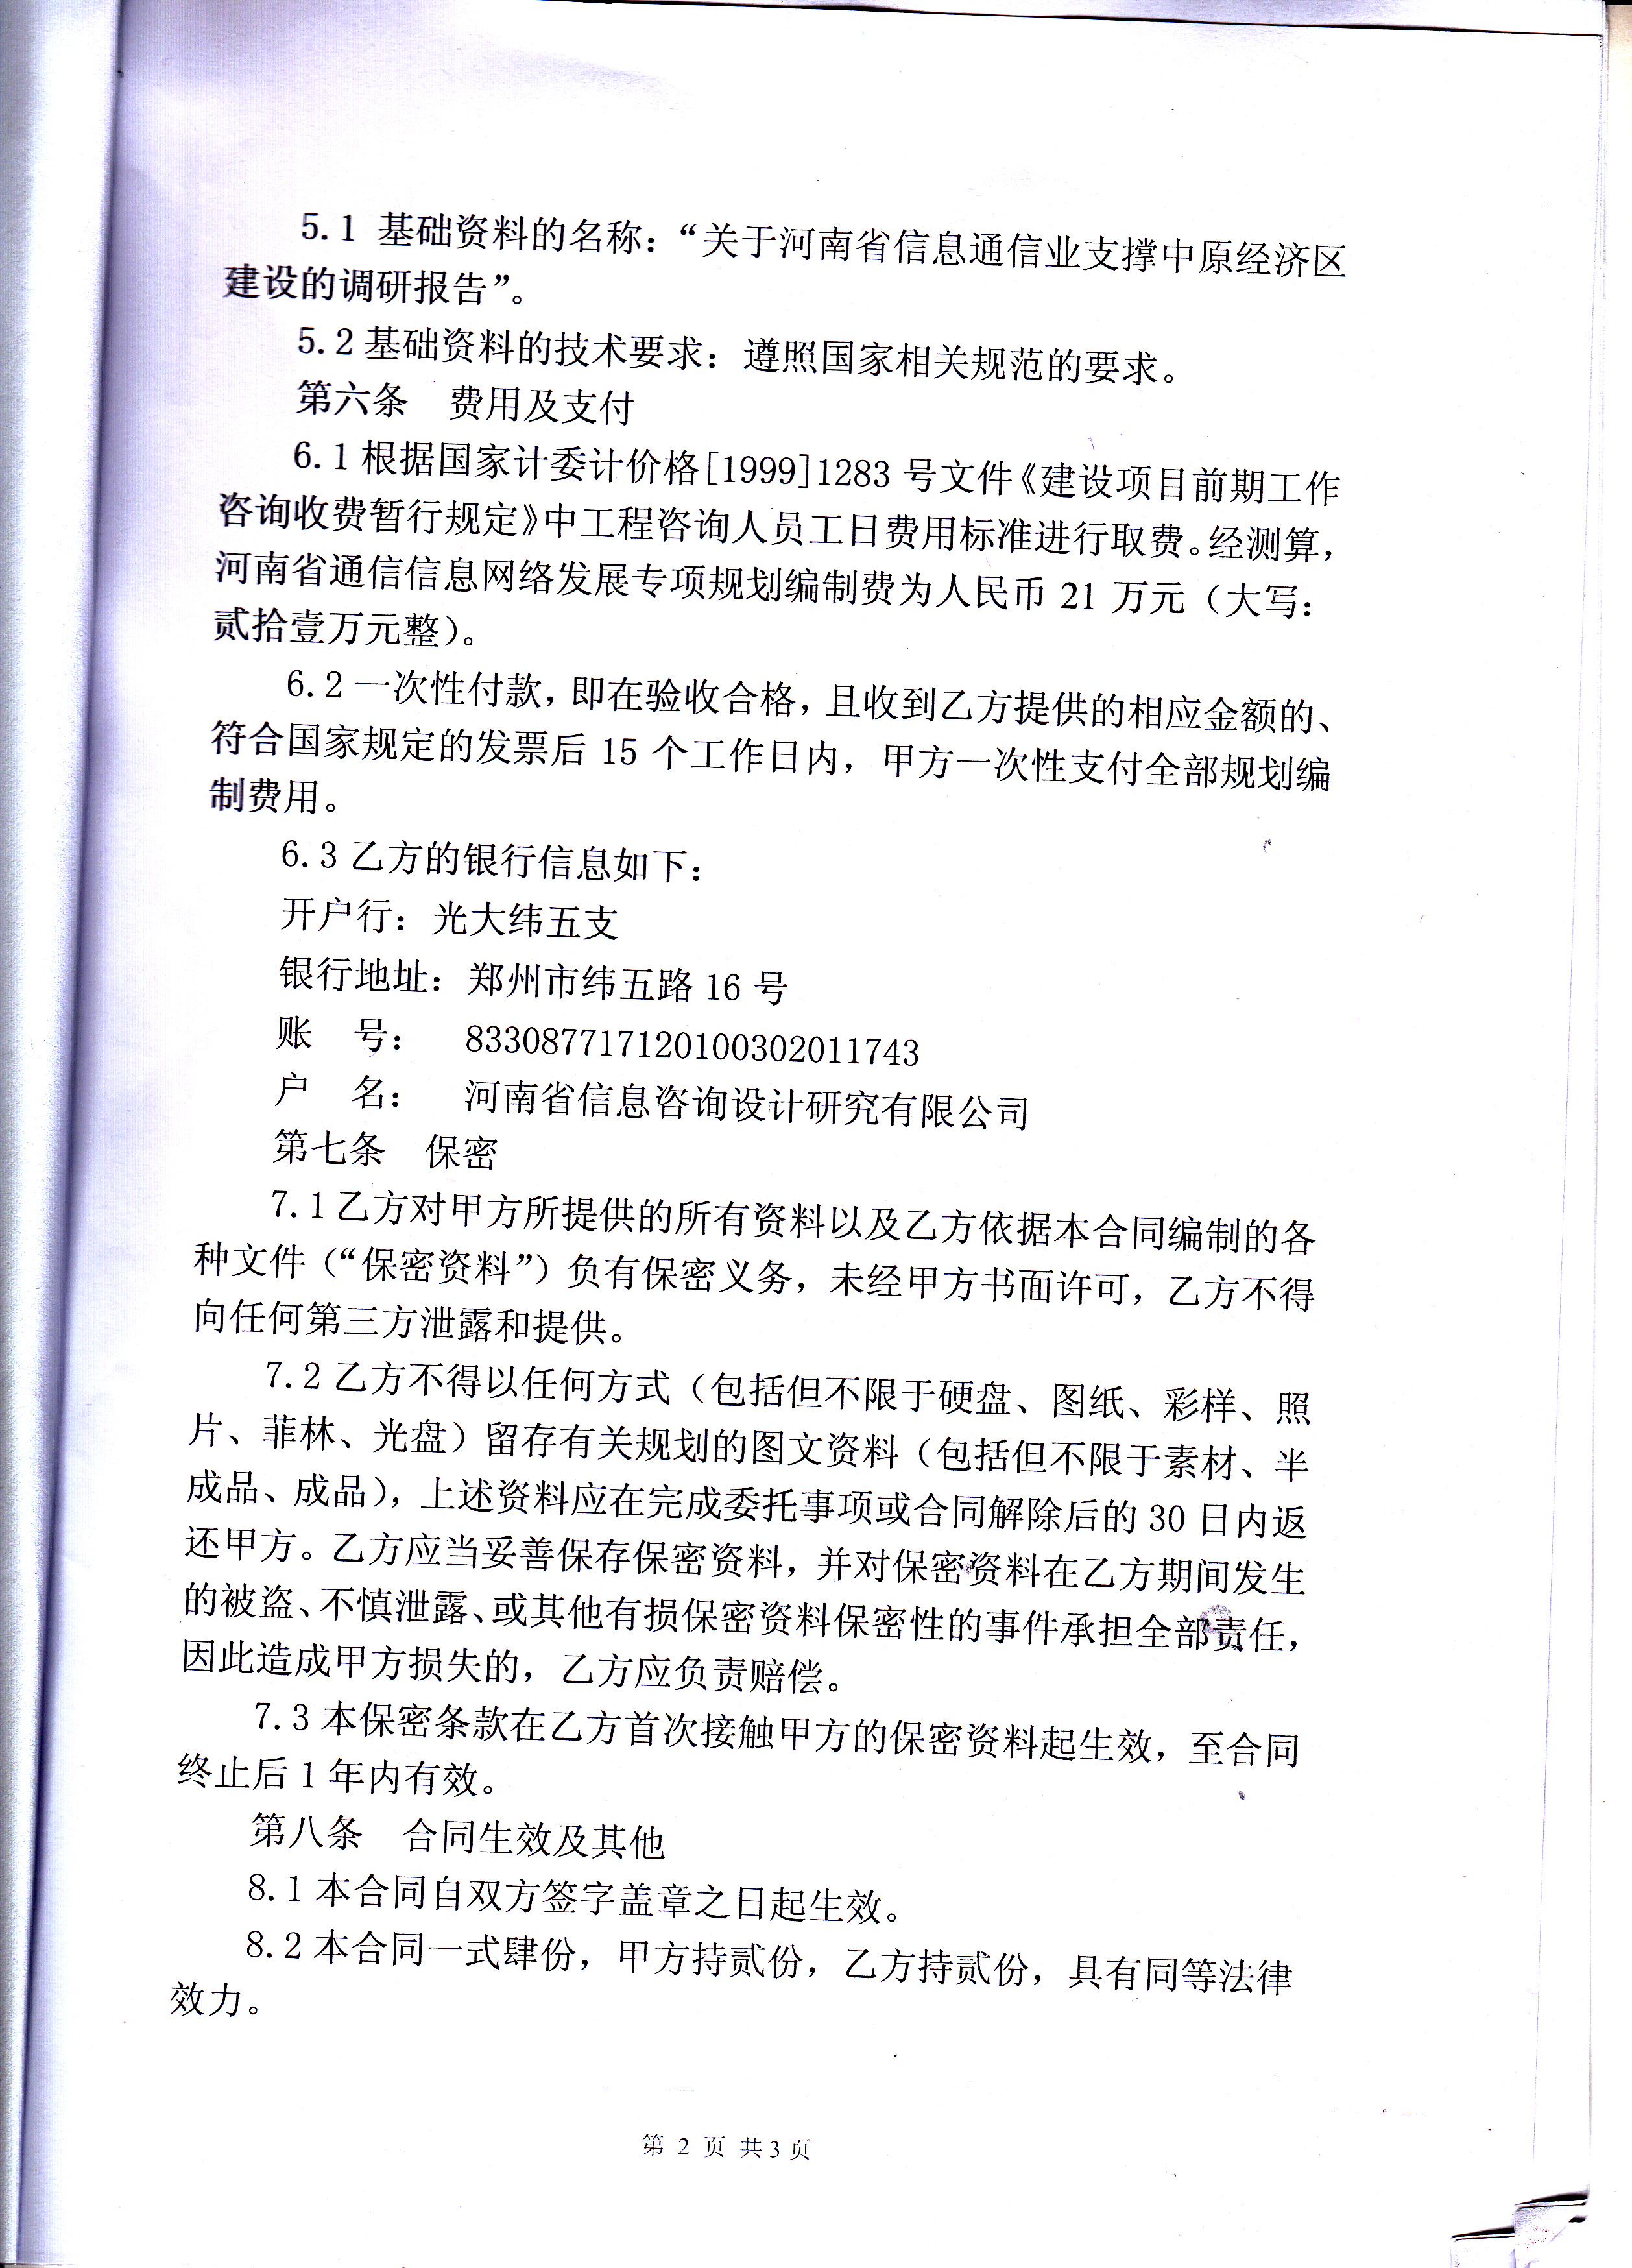 5.1 基础资料的名称：“关于河南省信息通信业支撑中原经济区
建设的调研报告”。
5.2 基础资料的技术要求：遵照国家相关规范的要求。
第六条 费用及支付
6.1 根据国家计委计价格[1999]1283 号文件《建设项目前期工作
咨询收费暂行规定》中工程咨询人员工日费用标准进行取费。经测算，
河南省通信信息网络发展专项规划编制费为人民币 21 万元（大写：
贰拾壹万元整）。
6.2 一次性付款，即在验收合格，且收到乙方提供的相应金额的、
符合国家规定的发票后 15 个工作日内，甲方一次性支付全部规划编
制费用。
6.3 乙方的银行信息如下：
开户行：光大纬五支
银行地址：郑州市纬五路 16 号
账 号： 083308771712010030201​1743
户 名： 河南省信息咨询设计研究有限公司
第七条 保密
7.1 乙方对甲方所提供的所有资料以及乙方依据本合同编制的各
种文件（“保密资料”）负有保密义务，未经甲方书面许可，乙方不得
向任何第三方泄露和提供。
7.2 乙方不得以任何方式（包括但不限于硬盘、图纸、彩样、照
片、菲林、光盘）留存有关规划的图文资料（包括但不限于素材、半
成品、成品），上述资料应在完成委托事项或合同解除后的 30 日内返
还甲方。乙方应当妥善保存保密资料，并对保密资料在乙方期间发生
的被盗、不慎泄露、或其他有损保密资料保密性的事件承担全部责任，
因此造成甲方损失的，乙方应负责赔偿。
7.3 本保密条款在乙方首次接触甲方的保密资料起生效，至合同
终止后 1 年内有效。
第八条 合同生效及其他
8.1 本合同自双方签字盖章之日起生效。
8.2 本合同一式肆份，甲方持贰份，乙方持贰份，具有同等法律
效力。
第 2 页 共 3 页